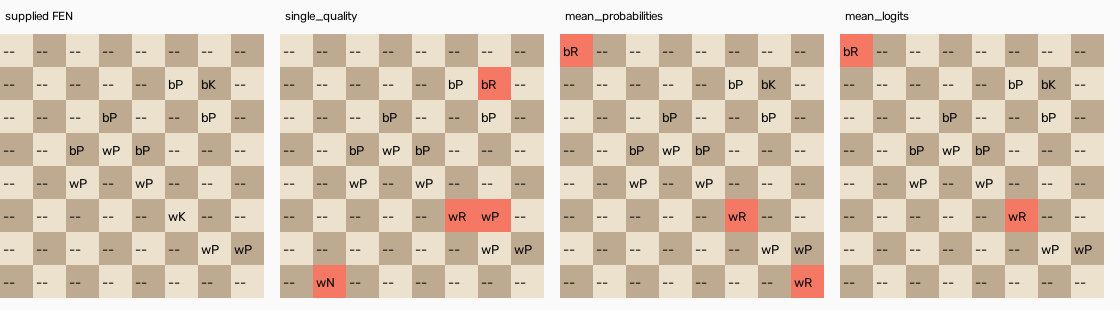 supplied FEN single_quality mean_probabilities mean_logits
-- -- -- -- -- -- -- -- -- -- -- -- -- -- -- -- bR -- -- -- -- -- -- -- bR -- -- -- -- -- -- --
-- -- -- -- -- bP bK -- -- -- -- -- -- bP bR -- -- -- -- -- -- bP bK -- -- -- -- -- -- bP bK --
-- -- -- bP -- -- bP -- -- -- -- bP -- -- bP -- -- -- -- bP -- -- bP -- -- -- -- bP -- -- bP --
-- -- bP wP bP -- -- -- -- -- bP wP bP -- -- -- -- -- bP wP bP -- -- -- -- -- bP wP bP -- -- --
-- -- wP -- wP -- -- -- -- -- wP -- wP -- -- -- -- -- wP -- wP -- -- -- -- -- wP -- wP -- -- --
-- -- -- -- -- wK -- -- -- -- -- -- -- wR wP -- -- -- -- -- -- wR -- -- -- -- -- -- -- wR -- --
-- -- -- -- -- -- wP wP -- -- -- -- -- -- wP wP -- -- -- -- -- -- wP wP -- -- -- -- -- -- wP wP
-- -- -- -- -- -- -- -- -- wN -- -- -- -- -- -- -- -- -- -- -- -- -- wR -- -- -- -- -- -- -- --